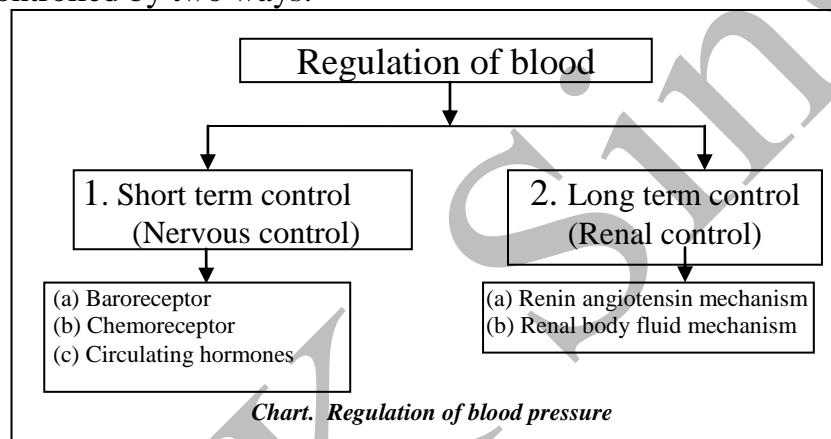 ontrolled by two ways.
Regulation of blood
1. Short term control
(Nervous control)
2. Long term control
(Renal control)
(a) Baroreceptor
(b) Chemoreceptor
(c) Circulating hormones
(a) Renin angiotensin mechanism
(b) Renal body fluid mechanism
Chart. Regulation of blood pressure